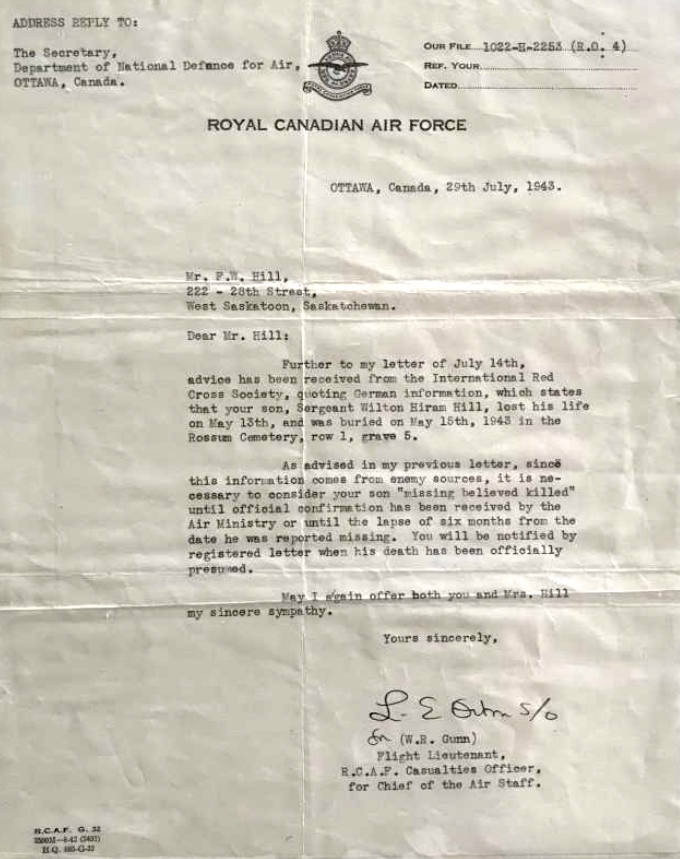 ADDRESS REPLY TO:
The Secretary,
Department of National Defence for Air,
OTTAWA, Canada.
OUR FILE 1022-H-2253 (R.O. 4)
REF. YOUR
DATED
ROYAL CANADIAN AIR FORCE
OTTAWA, Canada, 29th July, 1943.
Mr. F.W. Hill,
222 - 28th Street,
West Saskatoon, Saskatchewan.
Dear Mr. Hill:
Further to my letter of July 14th,
advice has been received from the International Red
Cross Society, quoting German information, which states
that your son, Sergeant Wilton Hiram Hill, lost his life
on May 13th, and was buried on May 15th, 1943 in the
Rossum Cemetery, row 1, grave 5.
As advised in my previous letter, since
this information comes from enemy sources, it is ne-
cessary to consider your son "missing believed killed"
until official confirmation has been received by the
Air Ministry or until the lapse of six months from the
date he was reported missing. You will be notified by
registered letter when his death has been officially
presumed.
May I again offer both you and Mrs. Hill
my sincere sympathy.
Yours sincerely,
L. E. S/O
for (W.R. Gunn)
Flight Lieutenant,
R.C.A.F. Casualties Officer,
for Chief of the Air Staff.
R.C.A.F. G. 32
H.Q. 885-G-32